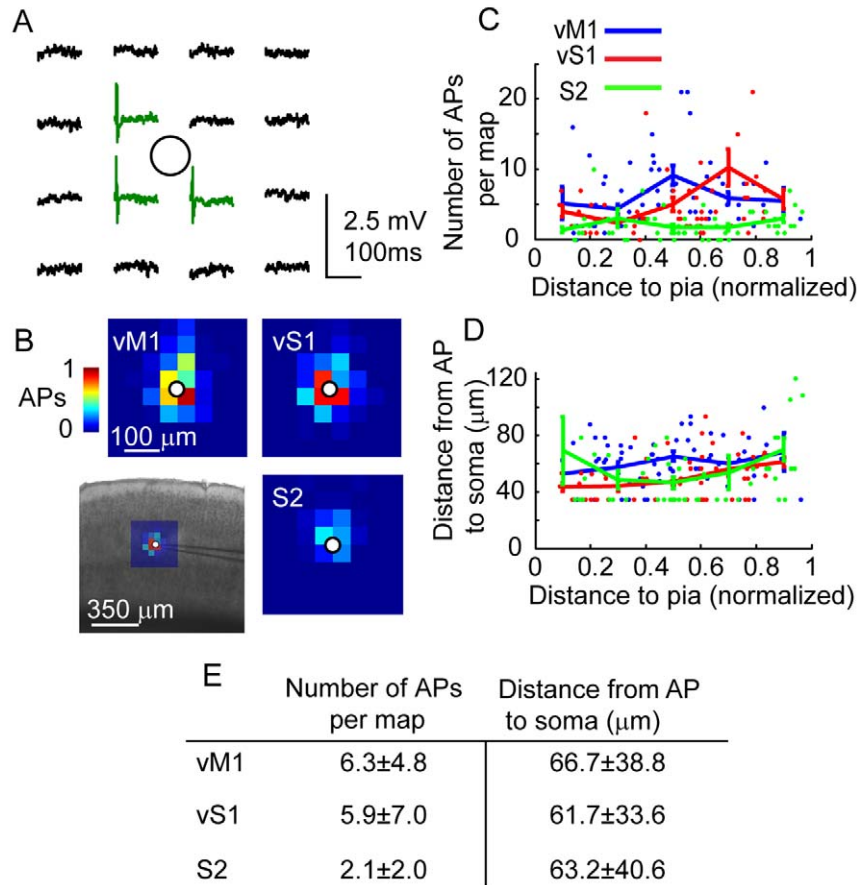 A
2.5 mV
100ms
B
vM1
vS1
1
APs
0
100 μm
S2
350 μm
C
vM1
vS1
S2
Number of APs
per map
25
20
10
0
0 0.2 0.4 0.6 0.8 1
Distance to pia (normalized)
D
Distance from AP
to soma (μm)
120
80
40
0
0 0.2 0.4 0.6 0.8 1
Distance to pia (normalized)
E
Number of APs Distance from AP
per map to soma (μm)
vM1 6.3±4.8 66.7±38.8
vS1 5.9±7.0 61.7±33.6
S2 2.1±2.0 63.2±40.6